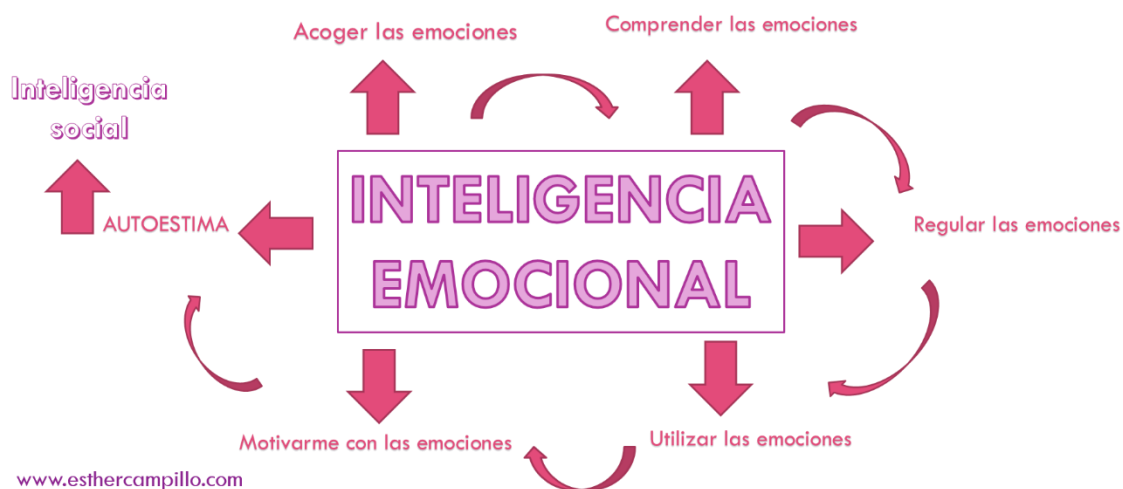 Acoger las emociones
Comprender las emociones
Inteligencia
social
INTELIGENCIA
EMOCIONAL
AUTOESTIMA
Regular las emociones
Motivarme con las emociones
Utilizar las emociones
www.esthercampillo.com